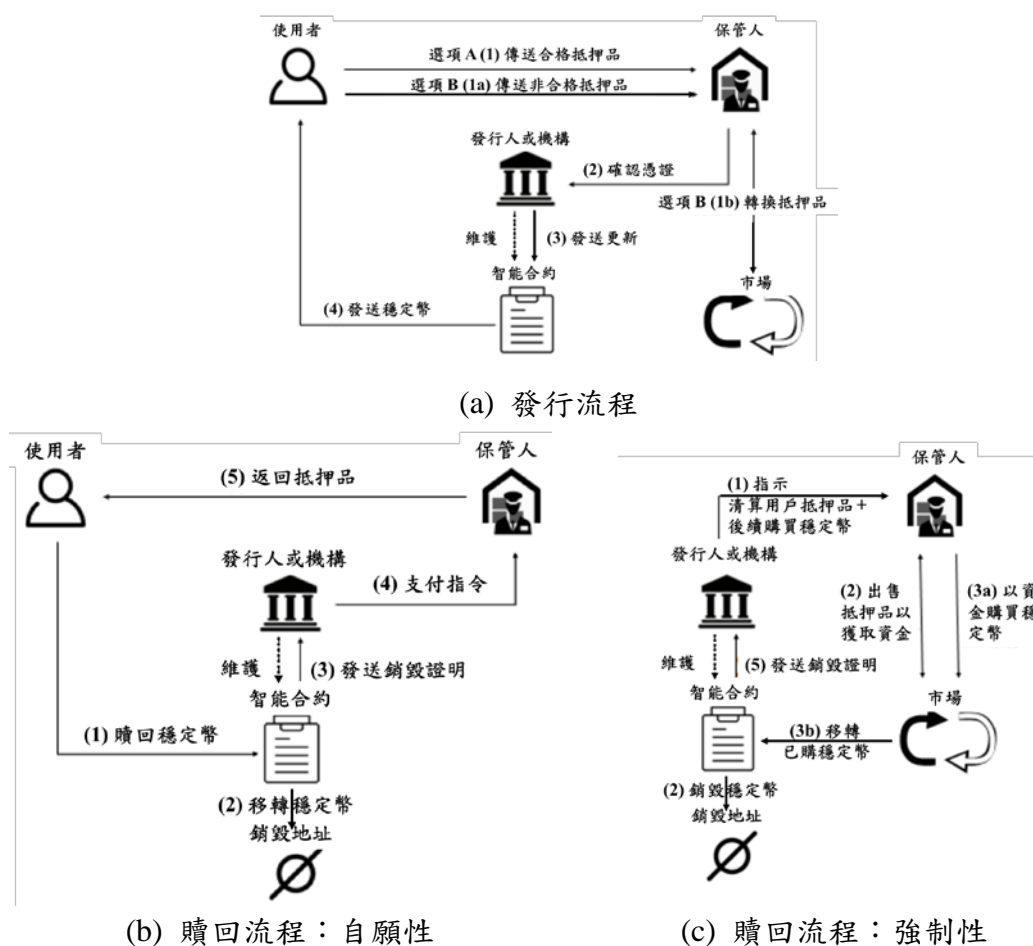 使用者
保管人
選項 A (1) 傳送合格抵押品
選項 B (1a) 傳送非合格抵押品
發行人或機構
(2) 確認憑證
選項 B (1b) 轉換抵押品
維護
(3) 發送更新
智能合約
市場
(4) 發送穩定幣
(a) 發行流程
使用者
保管人
(5) 返回抵押品
發行人或機構
(4) 支付指令
維護
(3) 發送銷毀證明
智能合約
(1) 贖回穩定幣
(2) 移轉穩定幣
銷毀地址
(b) 贖回流程：自願性
保管人
(1) 指示
清算用戶抵押品＋
後續購買穩定幣
發行人或機構
(2) 出售
抵押品以
獲取資金
(3a) 以資
金購買穩
定幣
維護
(5) 發送銷毀證明
智能合約
市場
(3b) 移轉
已購穩定幣
(2) 銷毀穩定幣
銷毀地址
(c) 贖回流程：強制性